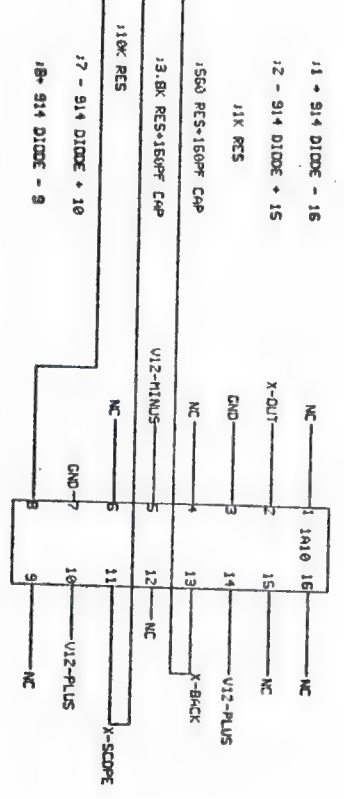 ;1 + 914 DIODE - 16 NC 1 1A10 16 NC
;2 - 914 DIODE + 15 X-OUT 2 15 NC
;1K RES GND 3 14 V12-PLUS
;560 RES+160PF CAP NC 4 13 X-BACK
;3.8K RES+160PF CAP V12-MINUS 5 12 NC
;10K RES NC 6 11 X-SCOPE
;7 - 914 DIODE + 10 GND 7 10 V12-PLUS
;8+ 914 DIODE - 9 8 9 NC